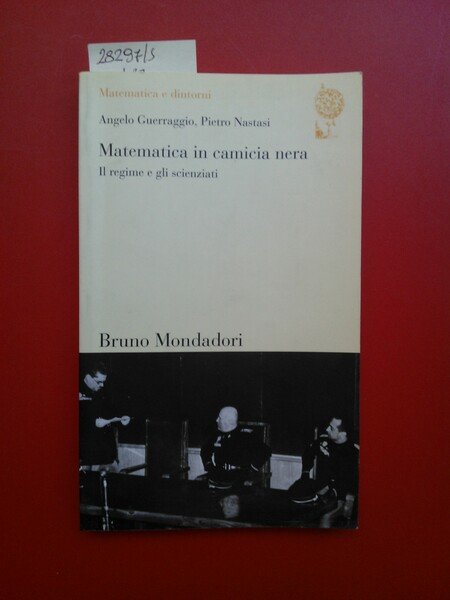 28297/S
Matematica e dintorni
Angelo Guerraggio, Pietro Nastasi
Matematica in camicia nera
Il regime e gli scienziati
Bruno Mondadori